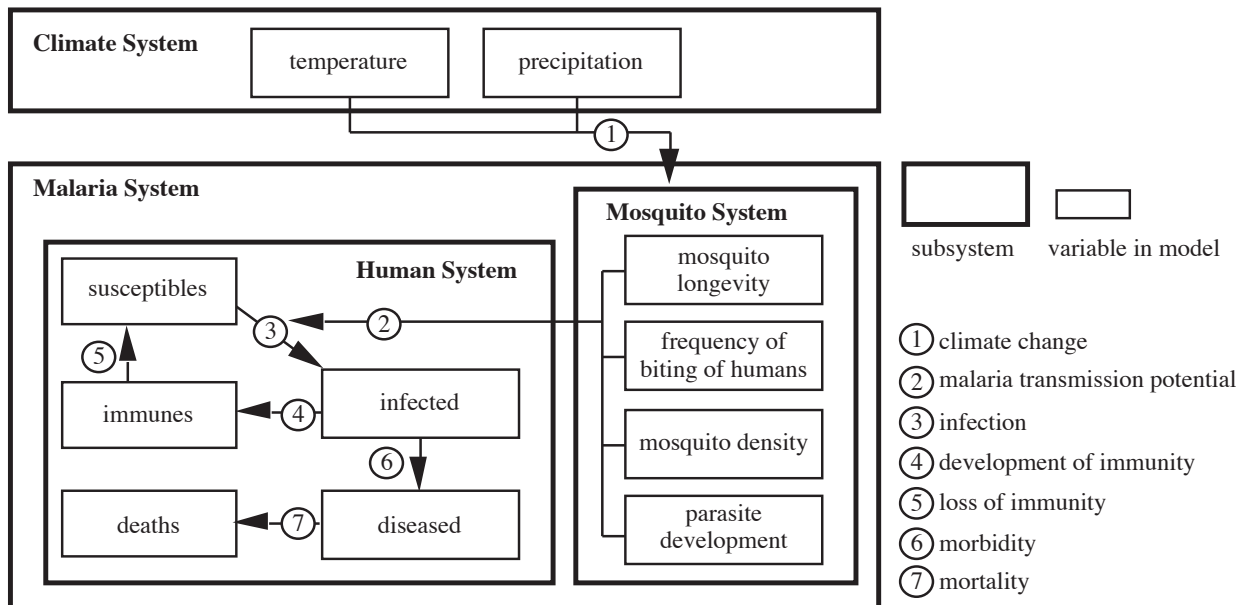 Climate System
temperature
precipitation
1
Malaria System
Mosquito System
mosquito
longevity
frequency of
biting of humans
mosquito density
parasite
development
Human System
susceptibles
2
3
5
immunes
infected
4
6
deaths
diseased
7
subsystem
variable in model
1 climate change
2 malaria transmission potential
3 infection
4 development of immunity
5 loss of immunity
6 morbidity
7 mortality